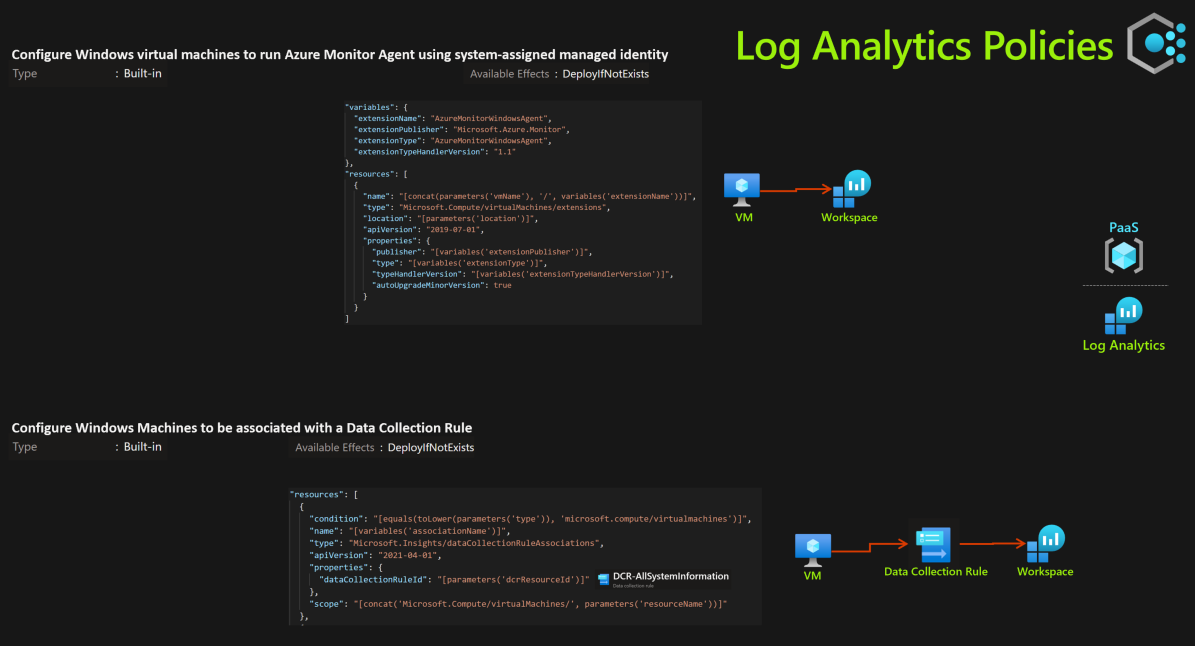 Log Analytics Policies
Configure Windows virtual machines to run Azure Monitor Agent using system-assigned managed identity
Type : Built-in Available Effects : DeployIfNotExists
"variables": {
"extensionName": "AzureMonitorWindowsAgent",
"extensionPublisher": "Microsoft.Azure.Monitor",
"extensionType": "AzureMonitorWindowsAgent",
"extensionTypeHandlerVersion": "1.1"
},
"resources": [
{
"name": "[concat(parameters('vmName'), '/', variables('extensionName'))]",
"type": "Microsoft.Compute/virtualMachines/extensions",
"location": "[parameters('location')]",
"apiVersion": "2019-07-01",
"properties": {
"publisher": "[variables('extensionPublisher')]",
"type": "[variables('extensionType')]",
"typeHandlerVersion": "[variables('extensionTypeHandlerVersion')]",
"autoUpgradeMinorVersion": true
}
}
]
VM
Workspace
PaaS
Log Analytics
Configure Windows Machines to be associated with a Data Collection Rule
Type : Built-in Available Effects : DeployIfNotExists
"resources": [
{
"condition": "[equals(toLower(parameters('type')), 'microsoft.compute/virtualmachines')]",
"name": "[variables('associationName')]",
"type": "Microsoft.Insights/dataCollectionRuleAssociations",
"apiVersion": "2021-04-01",
"properties": {
"dataCollectionRuleId": "[parameters('dcrResourceId')]" DCR-AllSystemInformation
Data collection rule
},
"scope": "[concat('Microsoft.Compute/virtualMachines/', parameters('resourceName'))]"
},
VM
Data Collection Rule
Workspace